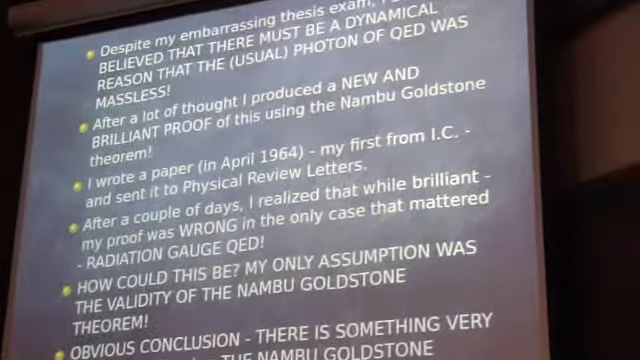 Despite my embarrassing thesis exam, I
BELIEVED THAT THERE MUST BE A DYNAMICAL
REASON THAT THE (USUAL) PHOTON OF QED WAS
MASSLESS!
After a lot of thought I produced a NEW AND
BRILLIANT PROOF of this using the Nambu Goldstone
theorem!
I wrote a paper (in April 1964) - my first from I.C. -
and sent it to Physical Review Letters.
After a couple of days, I realized that while brilliant -
my proof was WRONG in the only case that mattered
- RADIATION GAUGE QED!
HOW COULD THIS BE? MY ONLY ASSUMPTION WAS
THE VALIDITY OF THE NAMBU GOLDSTONE
THEOREM!
OBVIOUS CONCLUSION - THERE IS SOMETHING VERY
THE NAMBU GOLDSTONE